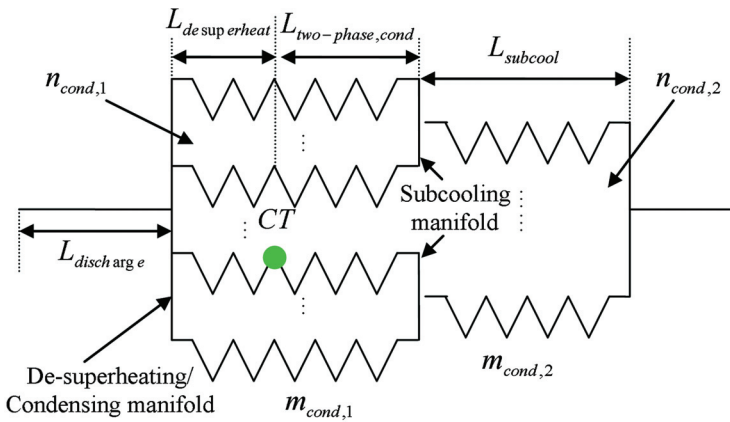 L_desuperheat
L_two-phase,cond
L_subcool
n_cond,1
n_cond,2
Subcooling
manifold
CT
L_discharge
De-superheating/
Condensing manifold
m_cond,1
m_cond,2